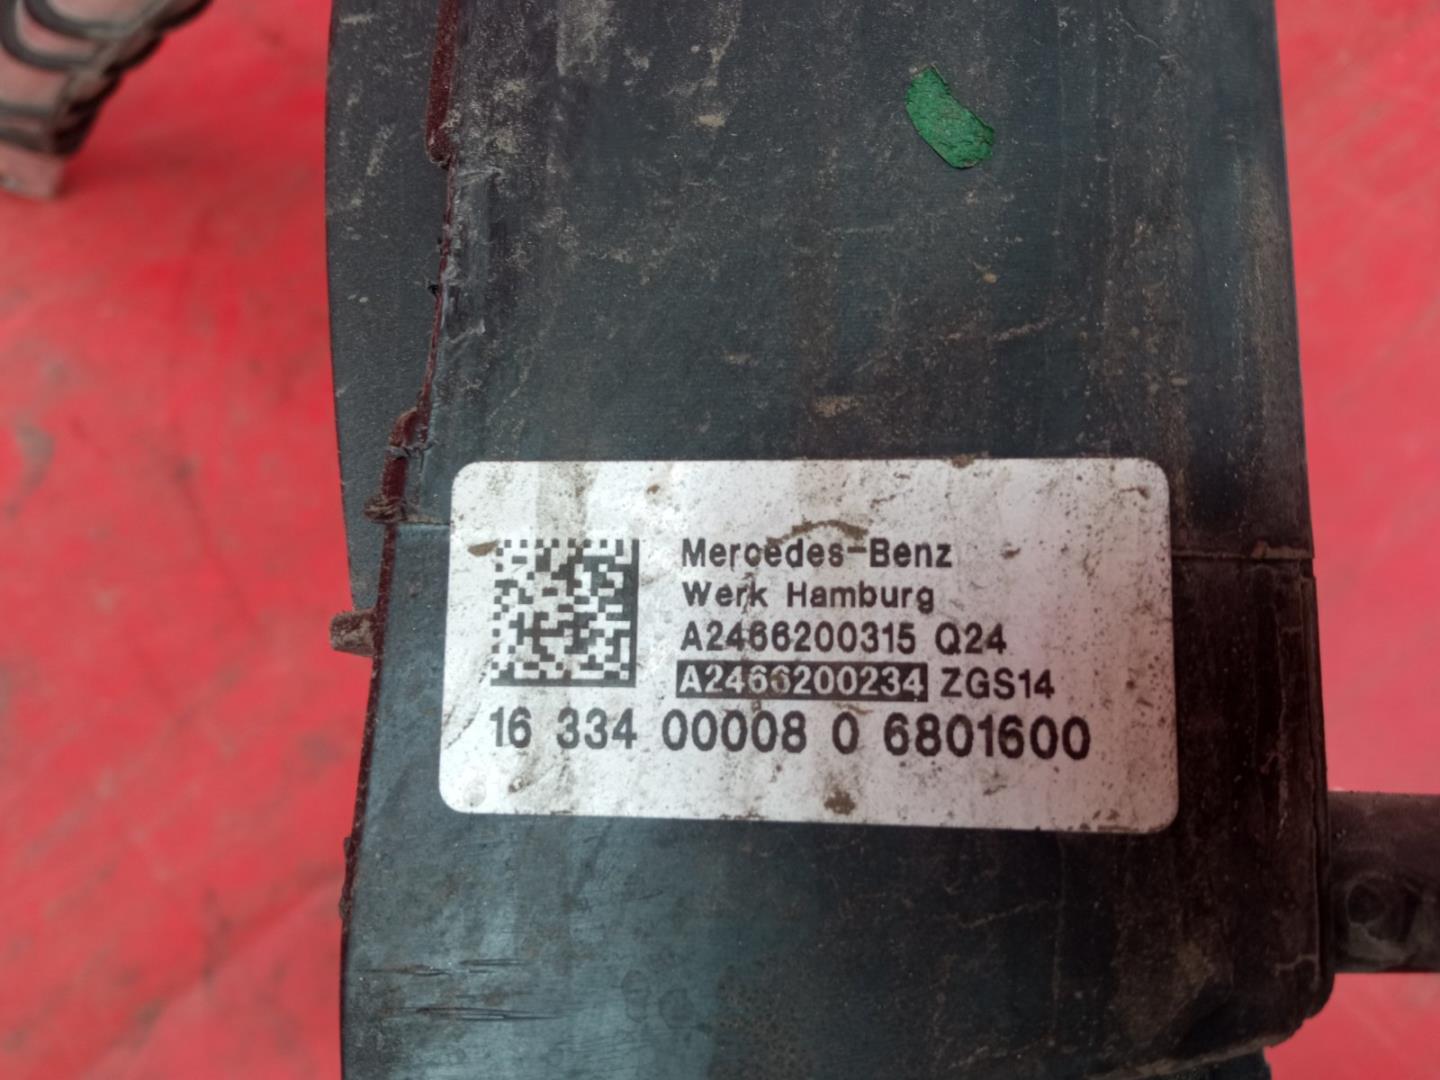 Mercedes-Benz
Werk Hamburg
A2466200315 Q24
A2466200234 ZGS14
16 334 00008 0 6801600